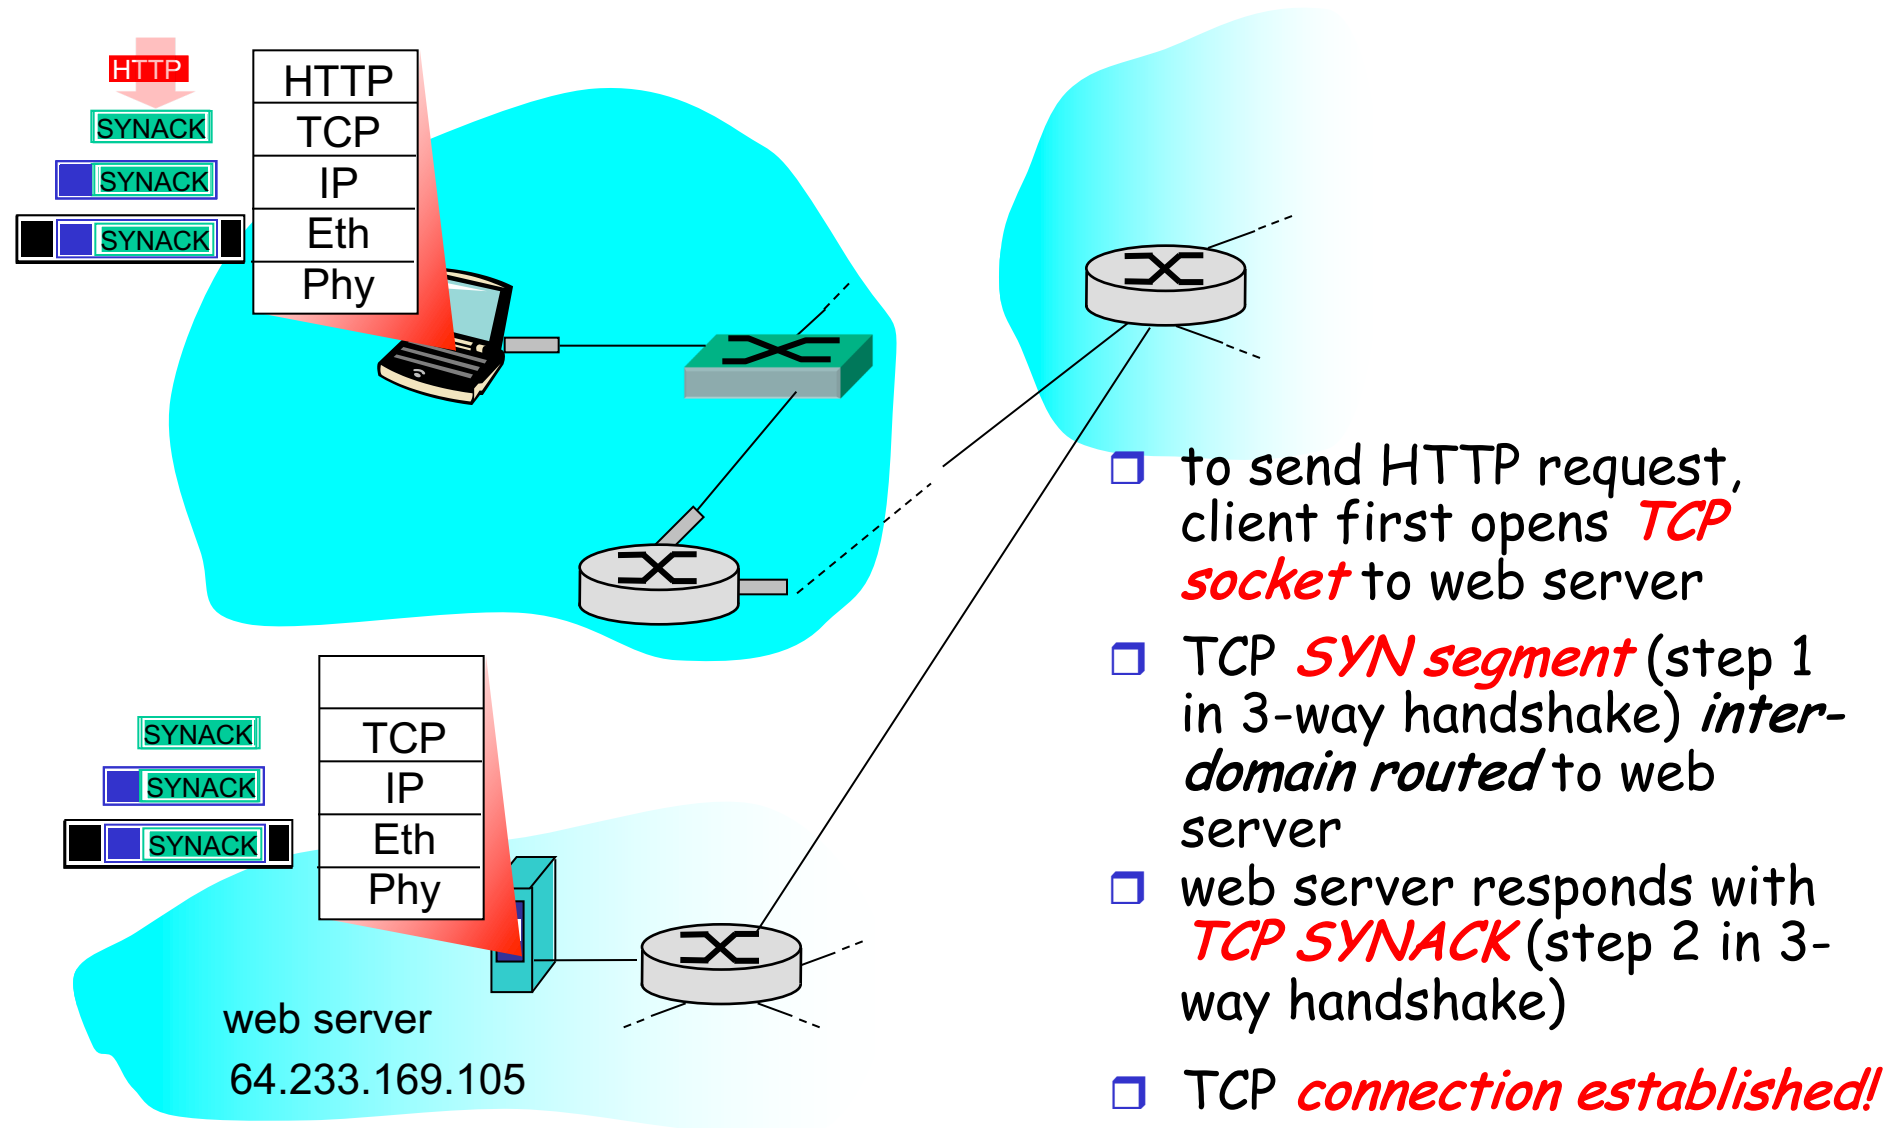 HTTP
SYNACK
SYNACK
SYNACK
HTTP
TCP
IP
Eth
Phy
SYNACK
SYNACK
SYNACK
TCP
IP
Eth
Phy
web server
64.233.169.105
to send HTTP request,
client first opens TCP
socket to web server
TCP SYN segment (step 1
in 3-way handshake) inter-
domain routed to web
server
web server responds with
TCP SYNACK (step 2 in 3-
way handshake)
TCP connection established!